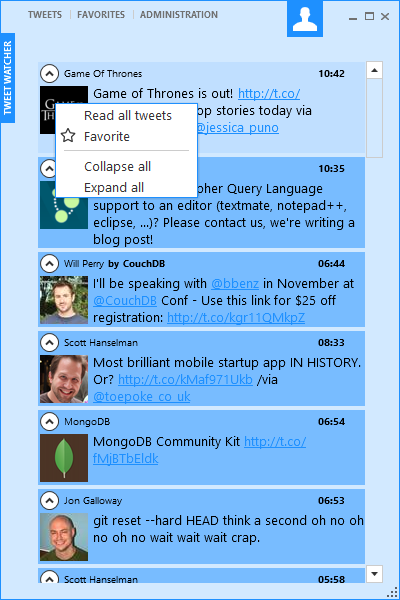 TWEETS | FAVORITES | ADMINISTRATION
TWEET WATCHER
Game Of Thrones 10:42
Game of Thrones is out! http://t.co/
op stories today via
@jessica_puno
Read all tweets
Favorite
Collapse all
Expand all
10:35
pher Query Language
support to an editor (textmate, notepad++,
eclipse, ...)? Please contact us, we're writing a
blog post!
Will Perry by CouchDB 06:44
I'll be speaking with @bbenz in November at
@CouchDB Conf - Use this link for $25 off
registration: http://t.co/kgr11QMkpZ
Scott Hanselman 08:33
Most brilliant mobile startup app IN HISTORY.
Or? http://t.co/kMaf971Ukb /via
@toepoke_co_uk
MongoDB 06:54
MongoDB Community Kit http://t.co/
fMjBTbEldk
Jon Galloway 06:53
git reset --hard HEAD think a second oh no oh
no oh no wait wait wait crap.
Scott Hanselman 05:58